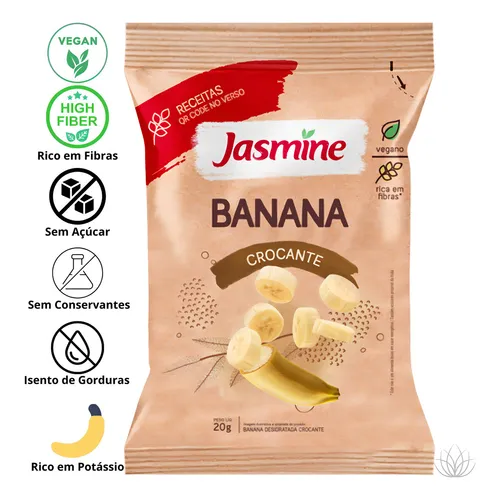 VEGAN
HIGH
FIBER
Rico em Fibras
Sem Açúcar
Sem Conservantes
Isento de Gorduras
Rico em Potássio
RECEITAS
QR CODE NO VERSO
Jasmine
vegano
rica em
fibras*
BANANA
CROCANTE
20g
BANANA DESIDRATADA CROCANTE